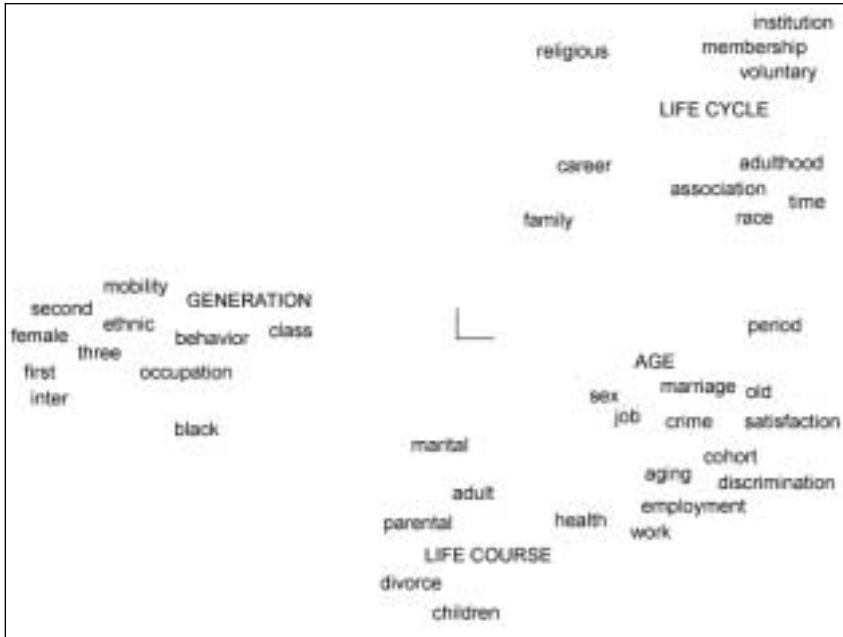 institution
religious
membership
voluntary
LIFE CYCLE
career
adulthood
association
time
family
race
mobility
GENERATION
second
ethnic
female
behavior
class
three
first
occupation
inter
black
period
AGE
marriage
old
sex
job
crime
satisfaction
marital
cohort
aging
discrimination
adult
employment
parental
health
work
LIFE COURSE
divorce
children